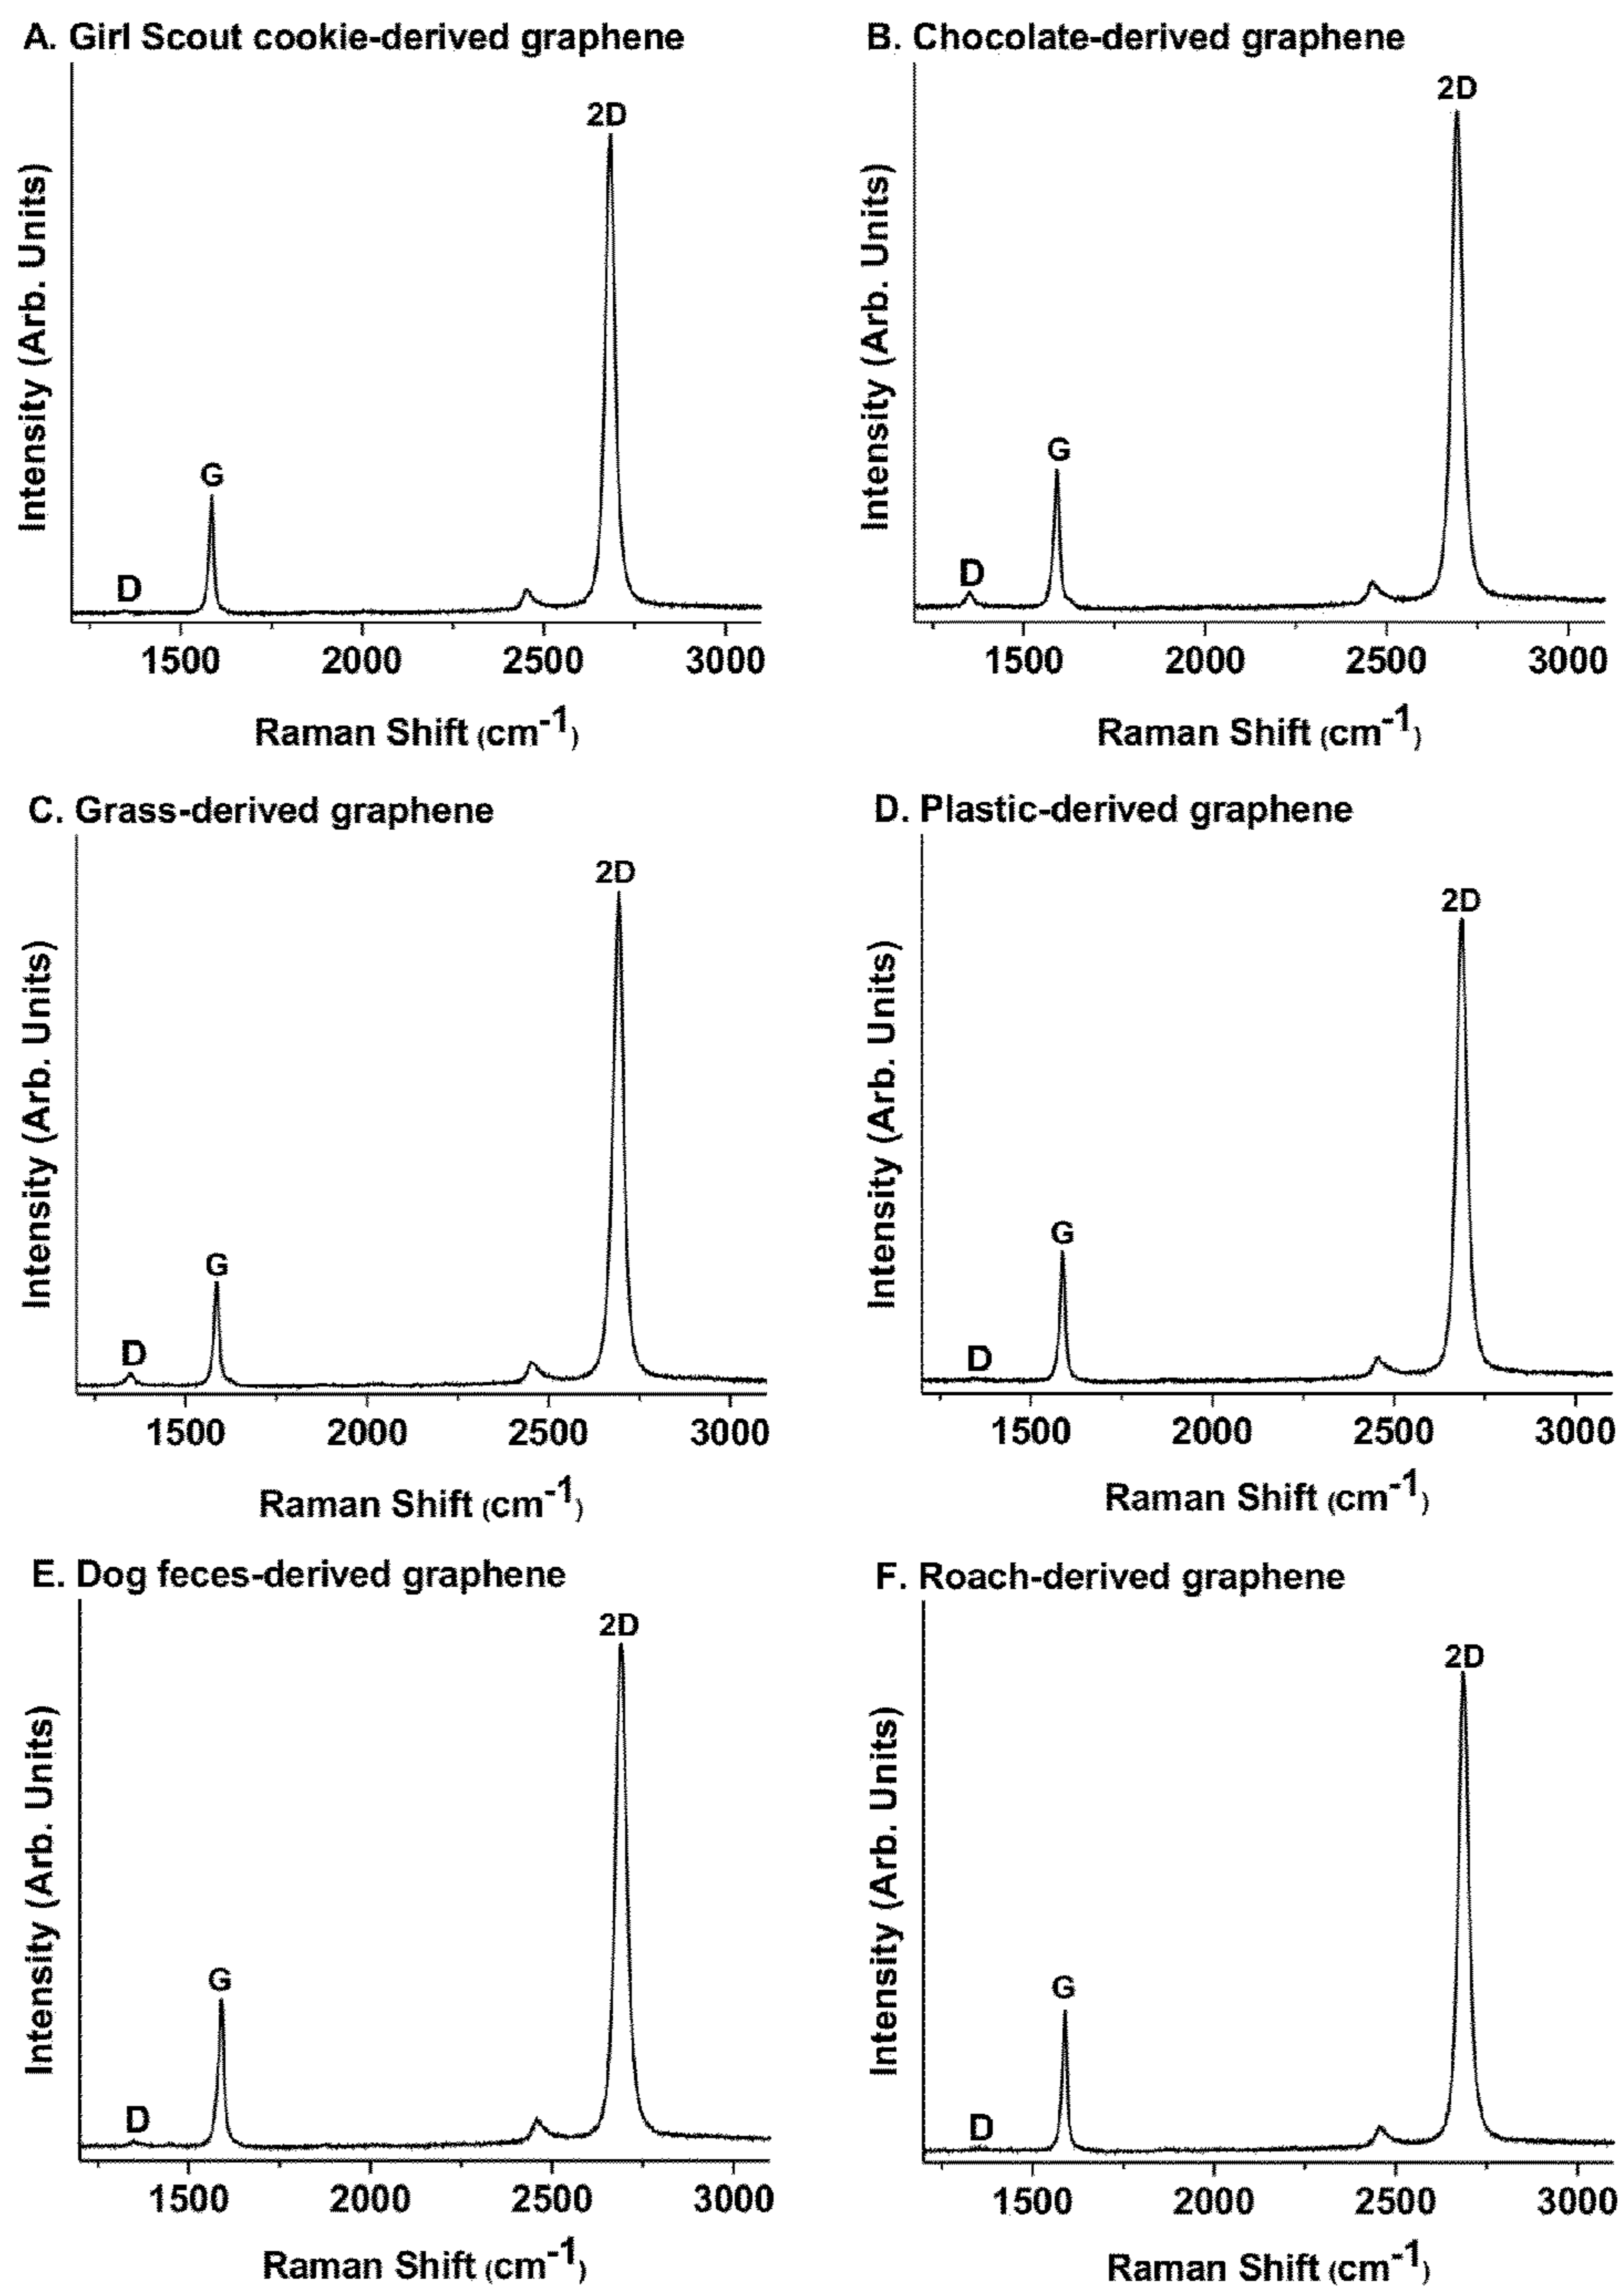 A. Girl Scout cookie-derived graphene
2D
G
D
Intensity (Arb. Units)
1500 2000 2500 3000
Raman Shift (cm-1)
B. Chocolate-derived graphene
2D
G
D
Intensity (Arb. Units)
1500 2000 2500 3000
Raman Shift (cm-1)
C. Grass-derived graphene
2D
G
D
Intensity (Arb. Units)
1500 2000 2500 3000
Raman Shift (cm-1)
D. Plastic-derived graphene
2D
G
D
Intensity (Arb. Units)
1500 2000 2500 3000
Raman Shift (cm-1)
E. Dog feces-derived graphene
2D
G
D
Intensity (Arb. Units)
1500 2000 2500 3000
Raman Shift (cm-1)
F. Roach-derived graphene
2D
G
D
Intensity (Arb. Units)
1500 2000 2500 3000
Raman Shift (cm-1)